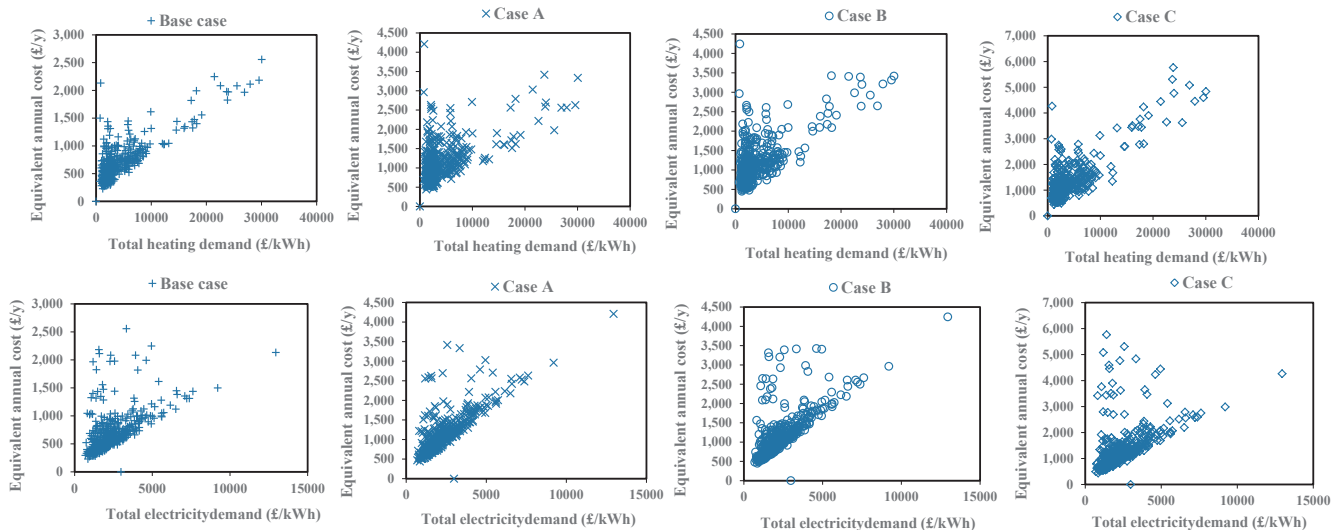 Base case
Equivalent annual cost (£/y)
3,000
2,500
2,000
1,500
1,000
500
0
0 10000 20000 30000 40000
Total heating demand (£/kWh)
Case A
Equivalent annual cost (£/y)
4,500
4,000
3,500
3,000
2,500
2,000
1,500
1,000
500
0
0 10000 20000 30000 40000
Total heating demand (£/kWh)
Case B
Equivalent annual cost (£/y)
4,500
4,000
3,500
3,000
2,500
2,000
1,500
1,000
500
0
0 10000 20000 30000 40000
Total heating demand (£/kWh)
Case C
Equivalent annual cost (£/y)
7,000
6,000
5,000
4,000
3,000
2,000
1,000
0
0 10000 20000 30000 40000
Total heating demand (£/kWh)
Base case
Equivalent annual cost (£/y)
3,000
2,500
2,000
1,500
1,000
500
0
0 5000 10000 15000
Total electricitydemand (£/kWh)
Case A
Equivalent annual cost (£/y)
4,500
4,000
3,500
3,000
2,500
2,000
1,500
1,000
500
0
0 5000 10000 15000
Total electricitydemand (£/kWh)
Case B
Equivalent annual cost (£/y)
4,500
4,000
3,500
3,000
2,500
2,000
1,500
1,000
500
0
0 5000 10000 15000
Total electricitydemand (£/kWh)
Case C
Equivalent annual cost (£/y)
7,000
6,000
5,000
4,000
3,000
2,000
1,000
0
0 5000 10000 15000
Total electricitydemand (£/kWh)